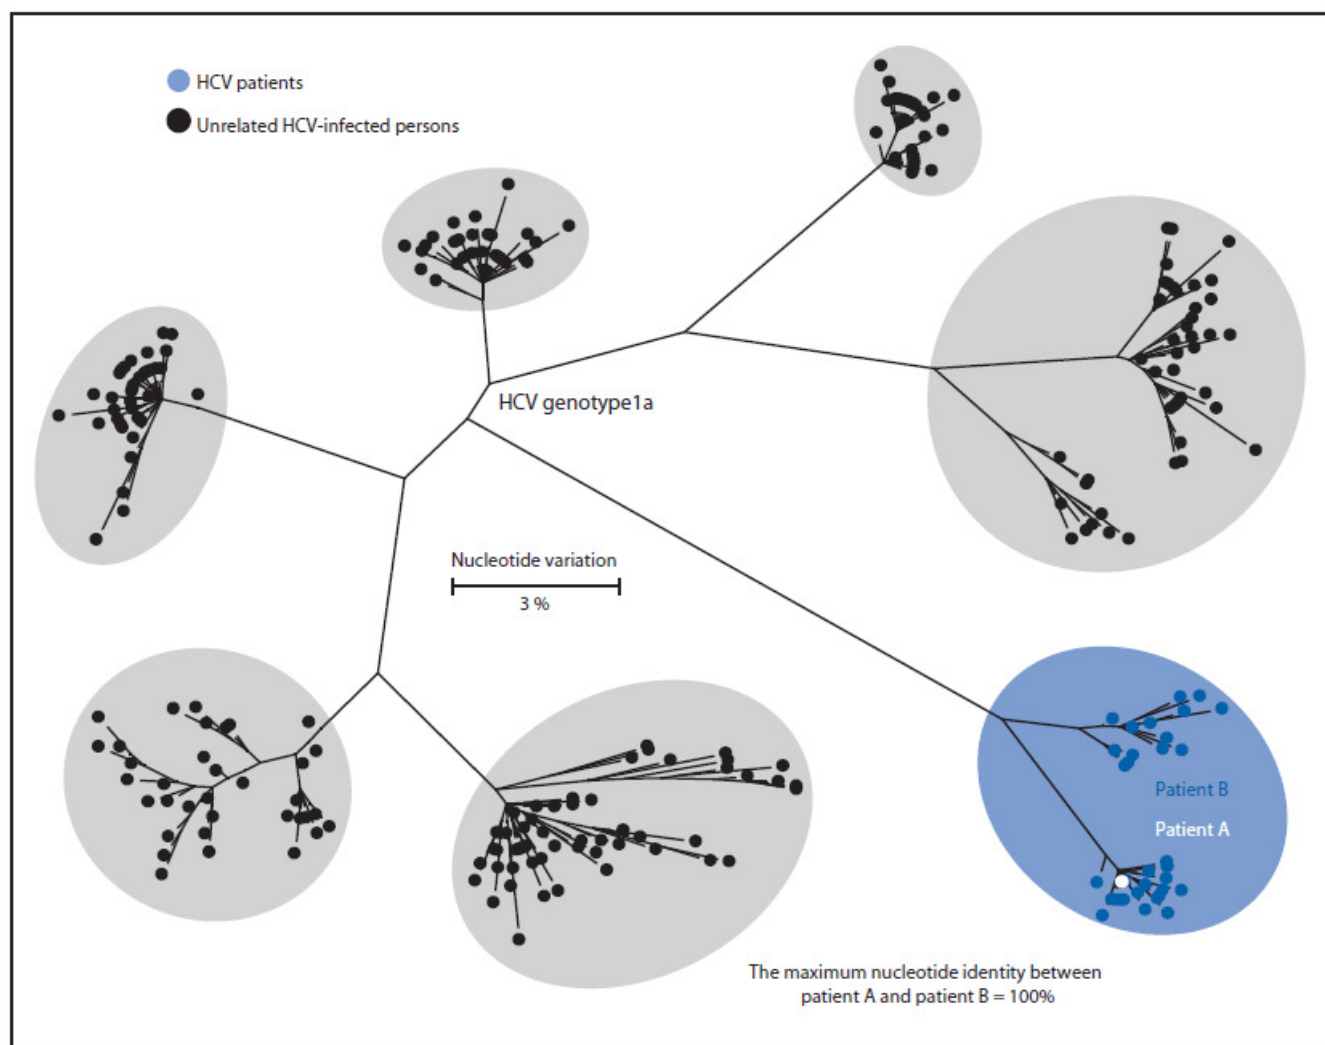 HCV patients
Unrelated HCV-infected persons
HCV genotype1a
Nucleotide variation
3 %
Patient B
Patient A
The maximum nucleotide identity between
patient A and patient B = 100%